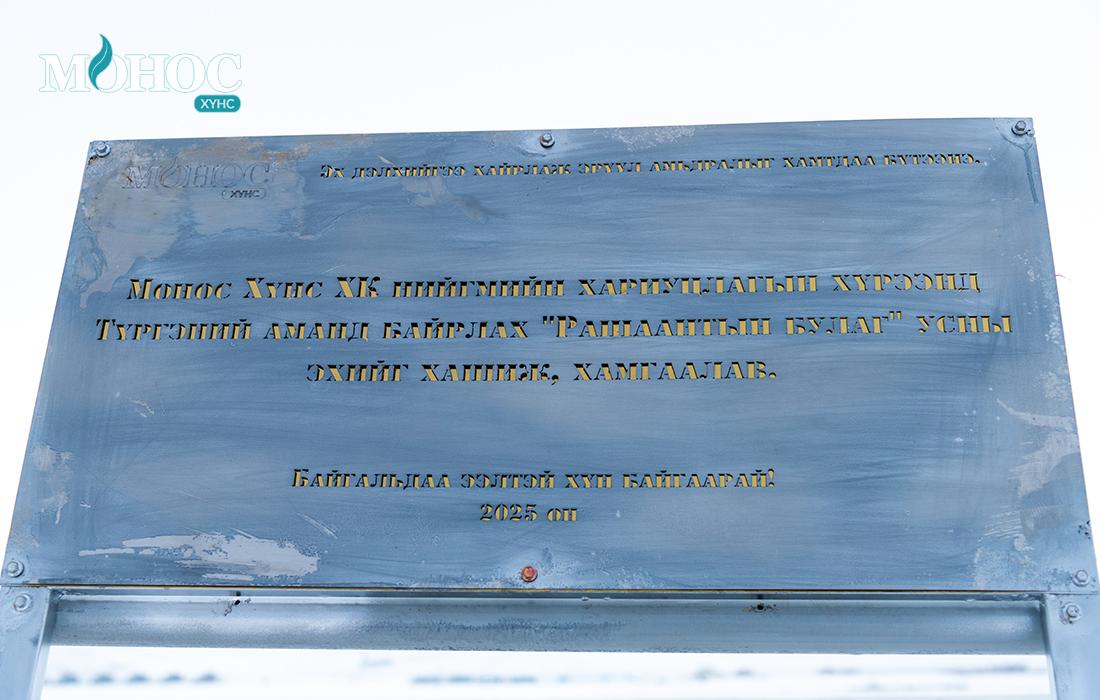 МОНОС
ХҮНС
МОНОС
ХҮНС
Эх дэлхийгээ хайрлаж эрүүл амьдралыг хамтдаа бүтээнэ.
Монос Хүнс ХК нийгмийн хариуцлагын хүрээнд
Түргэний аманд байрлах "Рашаантын булаг" усны
эхийг хашиж, хамгаалав.
Байгальдаа ээлтэй хүн байгаарай!
2025 он